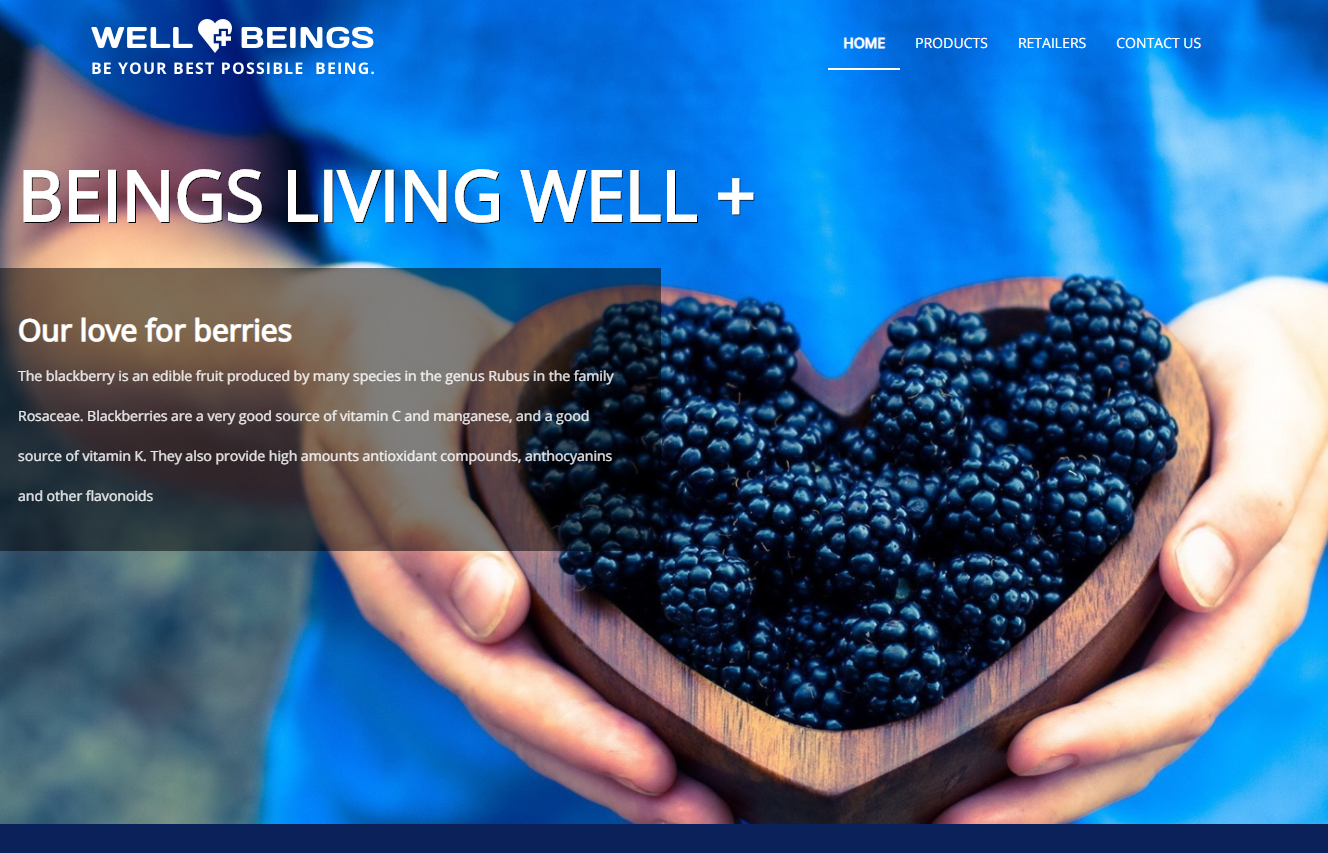 WELL BEINGS
BE YOUR BEST POSSIBLE BEING.
HOME PRODUCTS RETAILERS CONTACT US
BEINGS LIVING WELL +
Our love for berries
The blackberry is an edible fruit produced by many species in the genus Rubus in the family
Rosaceae. Blackberries are a very good source of vitamin C and manganese, and a good
source of vitamin K. They also provide high amounts antioxidant compounds, anthocyanins
and other flavonoids